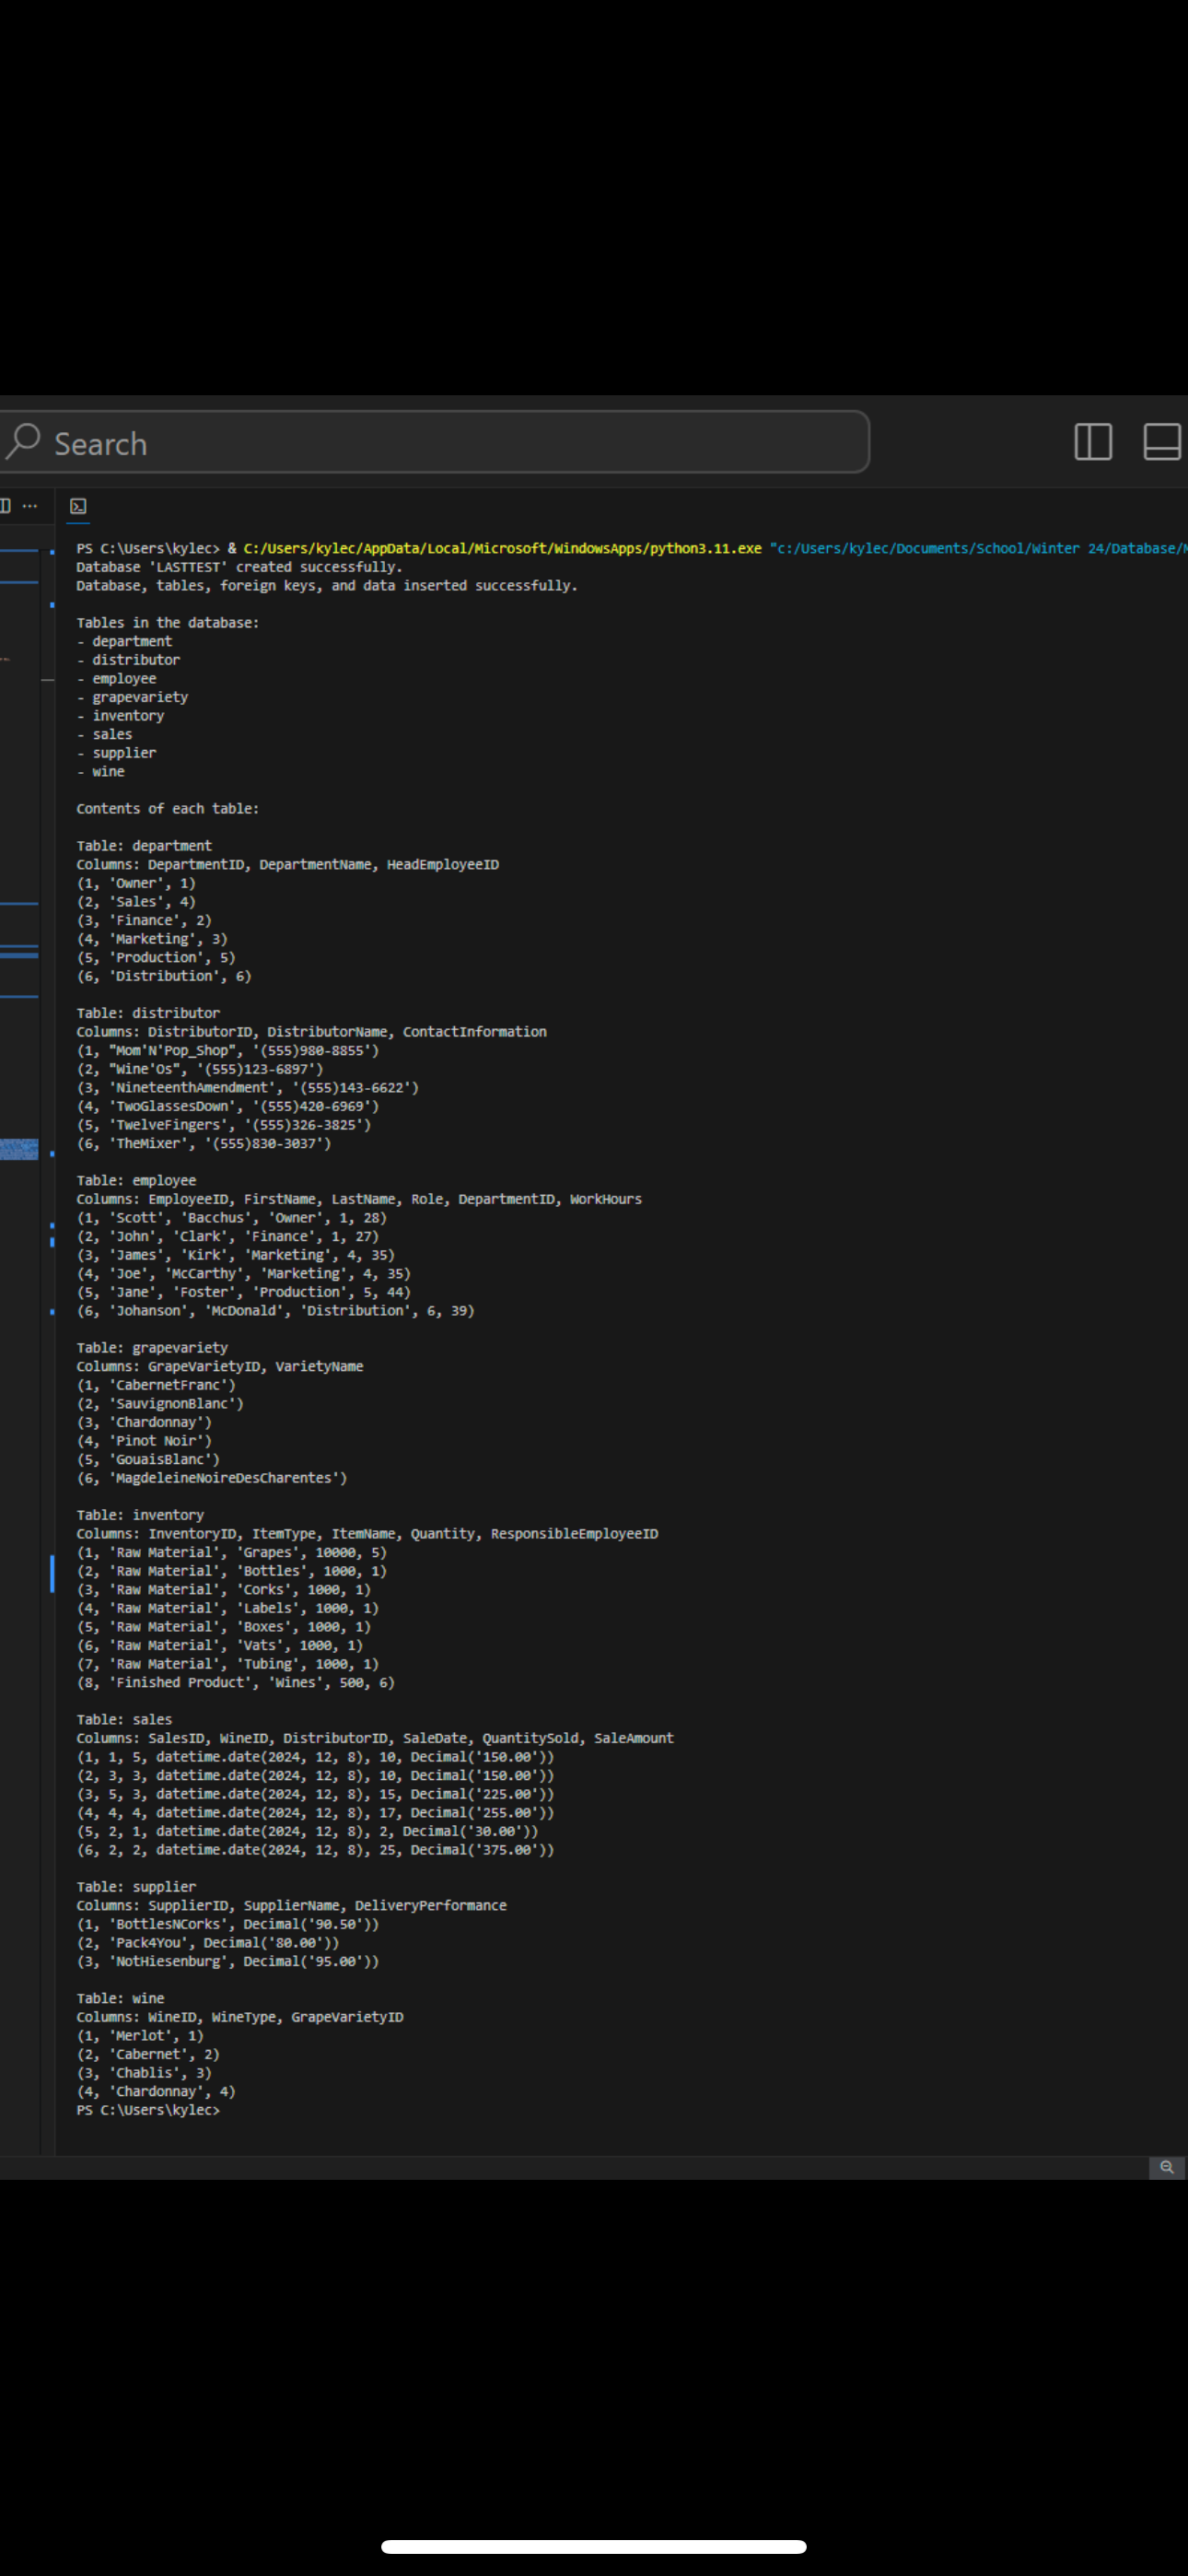 Search
PS C:\Users\kylec> & C:/Users/kylec/AppData/Local/Microsoft/WindowsApps/python3.11.exe "c:/Users/kylec/Documents/School/Winter 24/Database/M
Database 'LASTTEST' created successfully.
Database, tables, foreign keys, and data inserted successfully.
Tables in the database:
- department
- distributor
- employee
- grapevariety
- inventory
- sales
- supplier
- wine
Contents of each table:
Table: department
Columns: DepartmentID, DepartmentName, HeadEmployeeID
(1, 'Owner', 1)
(2, 'Sales', 4)
(3, 'Finance', 2)
(4, 'Marketing', 3)
(5, 'Production', 5)
(6, 'Distribution', 6)
Table: distributor
Columns: DistributorID, DistributorName, ContactInformation
(1, "Mom'N'Pop_Shop", '(555)980-8855')
(2, "Wine'Os", '(555)123-6897')
(3, 'NineteenthAmendment', '(555)143-6622')
(4, 'TwoGlassesDown', '(555)420-6969')
(5, 'TwelveFingers', '(555)326-3825')
(6, 'TheMixer', '(555)830-3037')
Table: employee
Columns: EmployeeID, FirstName, LastName, Role, DepartmentID, WorkHours
(1, 'Scott', 'Bacchus', 'Owner', 1, 28)
(2, 'John', 'Clark', 'Finance', 1, 27)
(3, 'James', 'Kirk', 'Marketing', 4, 35)
(4, 'Joe', 'McCarthy', 'Marketing', 4, 35)
(5, 'Jane', 'Foster', 'Production', 5, 44)
(6, 'Johanson', 'McDonald', 'Distribution', 6, 39)
Table: grapevariety
Columns: GrapeVarietyID, VarietyName
(1, 'CabernetFranc')
(2, 'SauvignonBlanc')
(3, 'Chardonnay')
(4, 'Pinot Noir')
(5, 'GouaisBlanc')
(6, 'MagdeleineNoireDesCharentes')
Table: inventory
Columns: InventoryID, ItemType, ItemName, Quantity, ResponsibleEmployeeID
(1, 'Raw Material', 'Grapes', 10000, 5)
(2, 'Raw Material', 'Bottles', 1000, 1)
(3, 'Raw Material', 'Corks', 1000, 1)
(4, 'Raw Material', 'Labels', 1000, 1)
(5, 'Raw Material', 'Boxes', 1000, 1)
(6, 'Raw Material', 'Vats', 1000, 1)
(7, 'Raw Material', 'Tubing', 1000, 1)
(8, 'Finished Product', 'Wines', 500, 6)
Table: sales
Columns: SalesID, WineID, DistributorID, SaleDate, QuantitySold, SaleAmount
(1, 1, 5, datetime.date(2024, 12, 8), 10, Decimal('150.00'))
(2, 3, 3, datetime.date(2024, 12, 8), 10, Decimal('150.00'))
(3, 5, 3, datetime.date(2024, 12, 8), 15, Decimal('225.00'))
(4, 4, 4, datetime.date(2024, 12, 8), 17, Decimal('255.00'))
(5, 2, 1, datetime.date(2024, 12, 8), 2, Decimal('30.00'))
(6, 2, 2, datetime.date(2024, 12, 8), 25, Decimal('375.00'))
Table: supplier
Columns: SupplierID, SupplierName, DeliveryPerformance
(1, 'BottlesNCorks', Decimal('90.50'))
(2, 'Pack4You', Decimal('80.00'))
(3, 'NotHiesenburg', Decimal('95.00'))
Table: wine
Columns: WineID, WineType, GrapeVarietyID
(1, 'Merlot', 1)
(2, 'Cabernet', 2)
(3, 'Chablis', 3)
(4, 'Chardonnay', 4)
PS C:\Users\kylec>